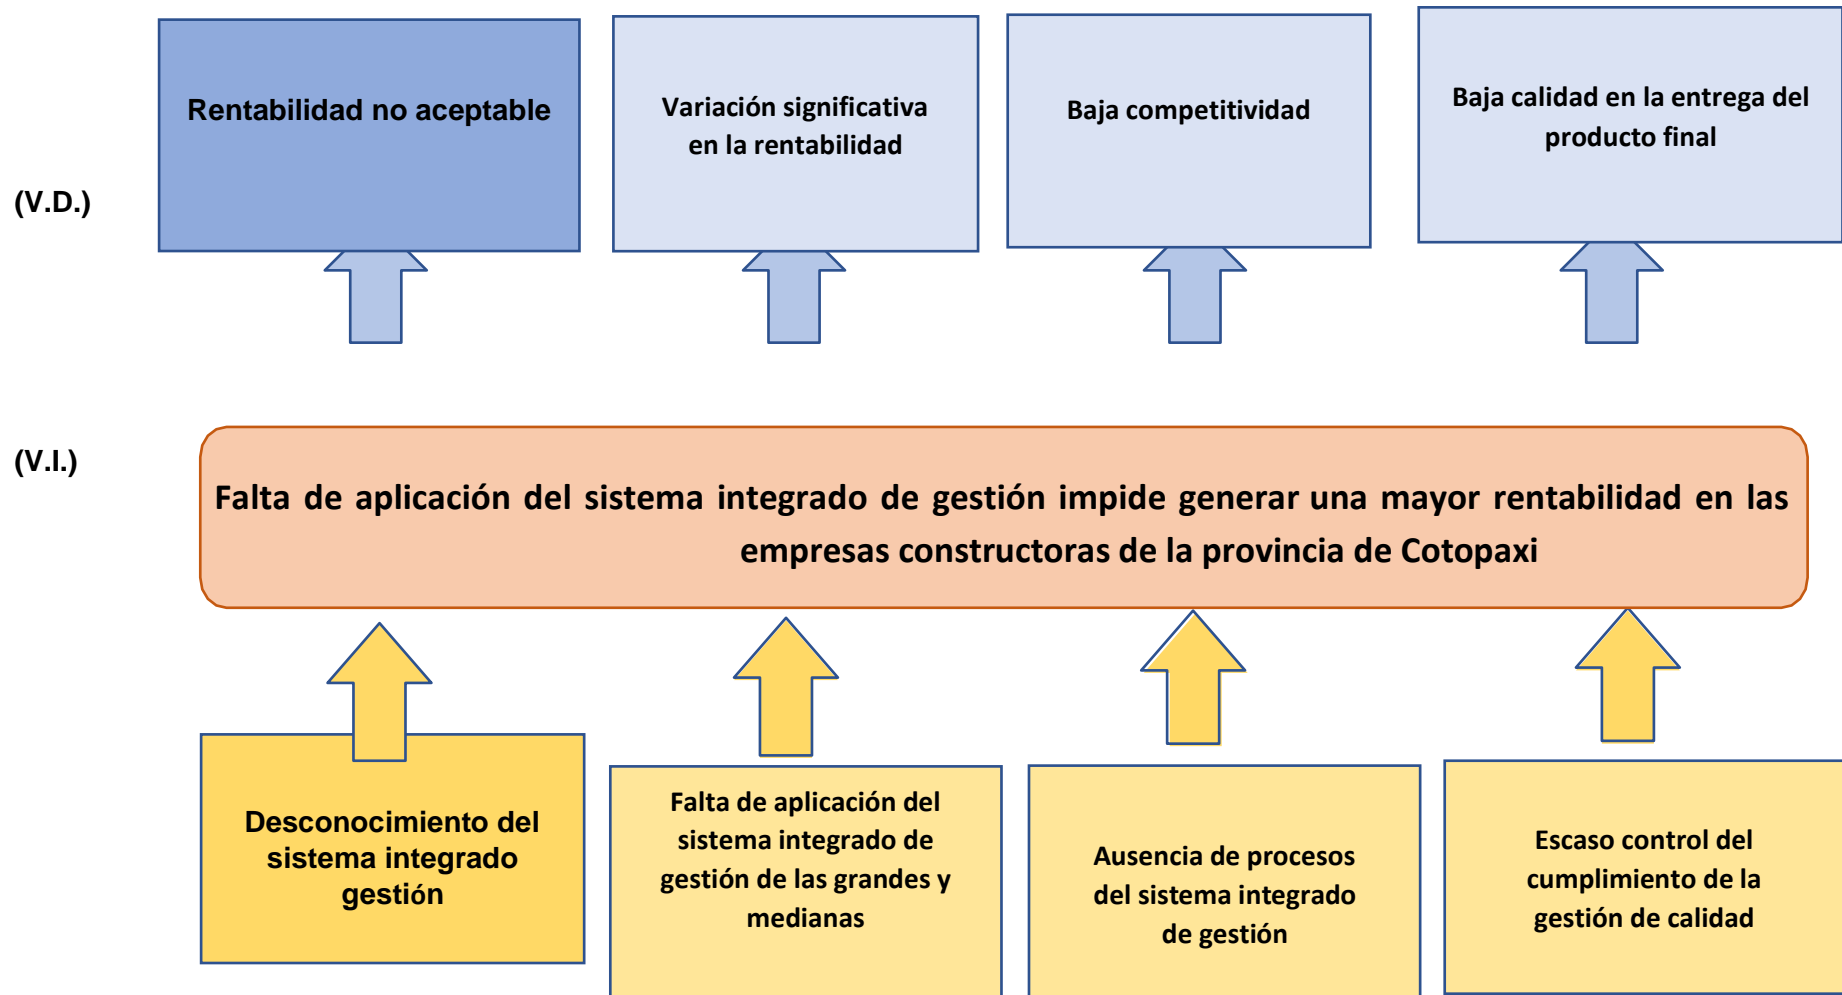 Rentabilidad no aceptable
Variación significativa
en la rentabilidad
Baja competitividad
Baja calidad en la entrega del
producto final
(V.D.)
(V.I.)
Falta de aplicación del sistema integrado de gestión impide generar una mayor rentabilidad en las
empresas constructoras de la provincia de Cotopaxi
Desconocimiento del
sistema integrado
gestión
Falta de aplicación del
sistema integrado de
gestión de las grandes y
medianas
Ausencia de procesos
del sistema integrado
de gestión
Escaso control del
cumplimiento de la
gestión de calidad